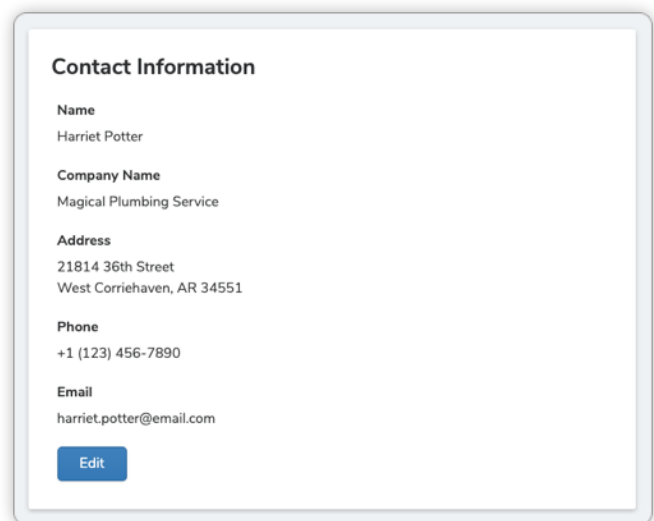 Contact Information
Name
Harriet Potter
Company Name
Magical Plumbing Service
Address
21814 36th Street
West Corriehaven, AR 34551
Phone
+1 (123) 456-7890
Email
harriet.potter@email.com
Edit